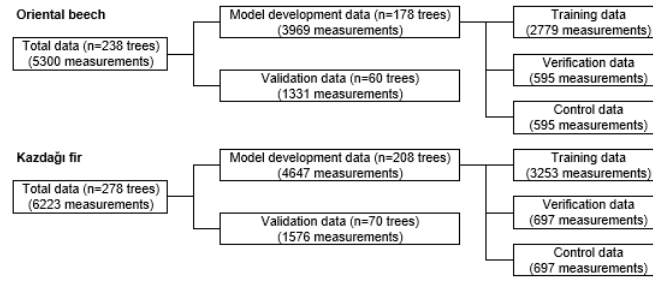 Oriental beech
Total data (n=238 trees)
(5300 measurements)
Model development data (n=178 trees)
(3969 measurements)
Validation data (n=60 trees)
(1331 measurements)
Training data
(2779 measurements)
Verification data
(595 measurements)
Control data
(595 measurements)
Kazdağı fir
Total data (n=278 trees)
(6223 measurements)
Model development data (n=208 trees)
(4647 measurements)
Validation data (n=70 trees)
(1576 measurements)
Training data
(3253 measurements)
Verification data
(697 measurements)
Control data
(697 measurements)